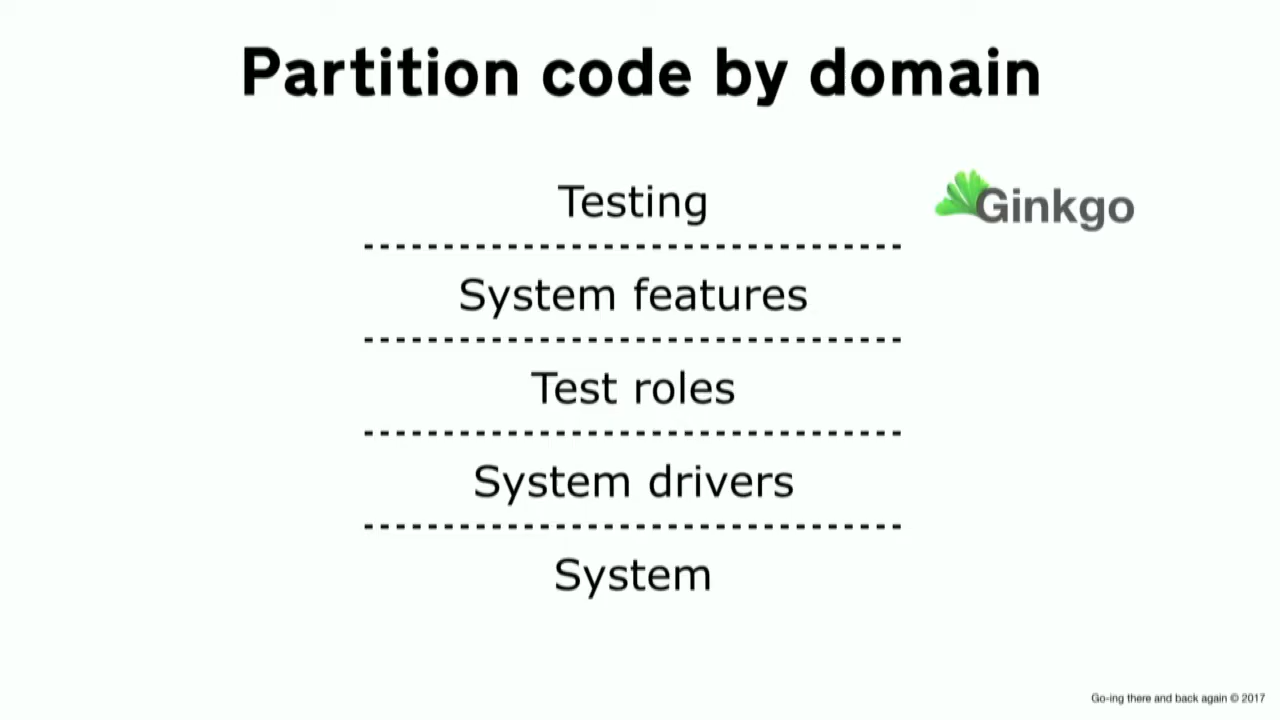 Partition code by domain
Testing
Ginkgo
---------------------------------
System features
---------------------------------
Test roles
---------------------------------
System drivers
---------------------------------
System
Go-ing there and back again © 2017